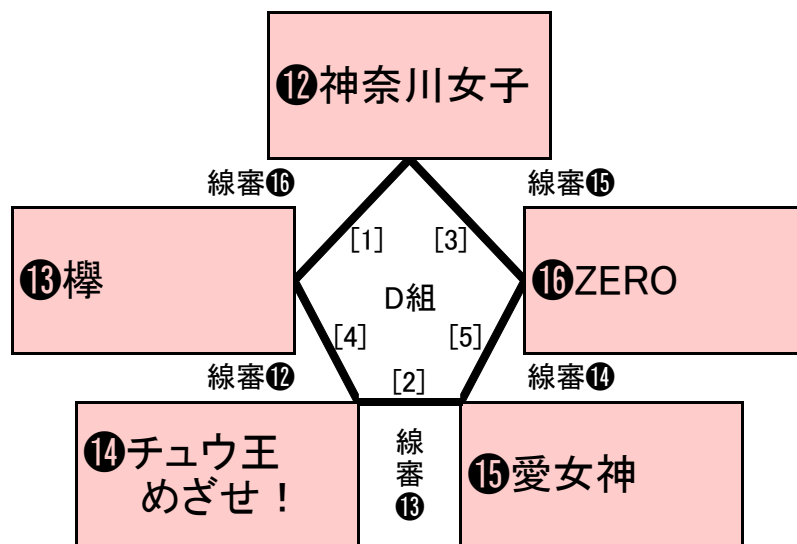 ⓬神奈川女子
線審⓰
線審⓯
[1]
[3]
⓭欅
D組
⓰ZERO
[4]
[5]
線審⓬
[2]
線審⓮
⓮チュウ王
めざせ！
線
審
⓭
⓯愛女神